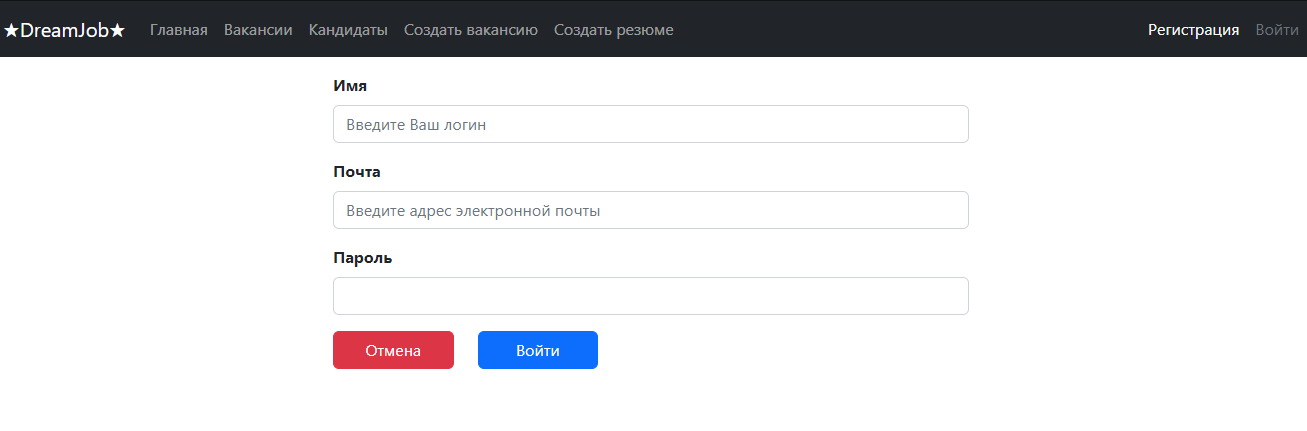 ★DreamJob★ Главная Вакансии Кандидаты Создать вакансию Создать резюме Регистрация Войти
Имя
Введите Ваш логин
Почта
Введите адрес электронной почты
Пароль
Отмена Войти